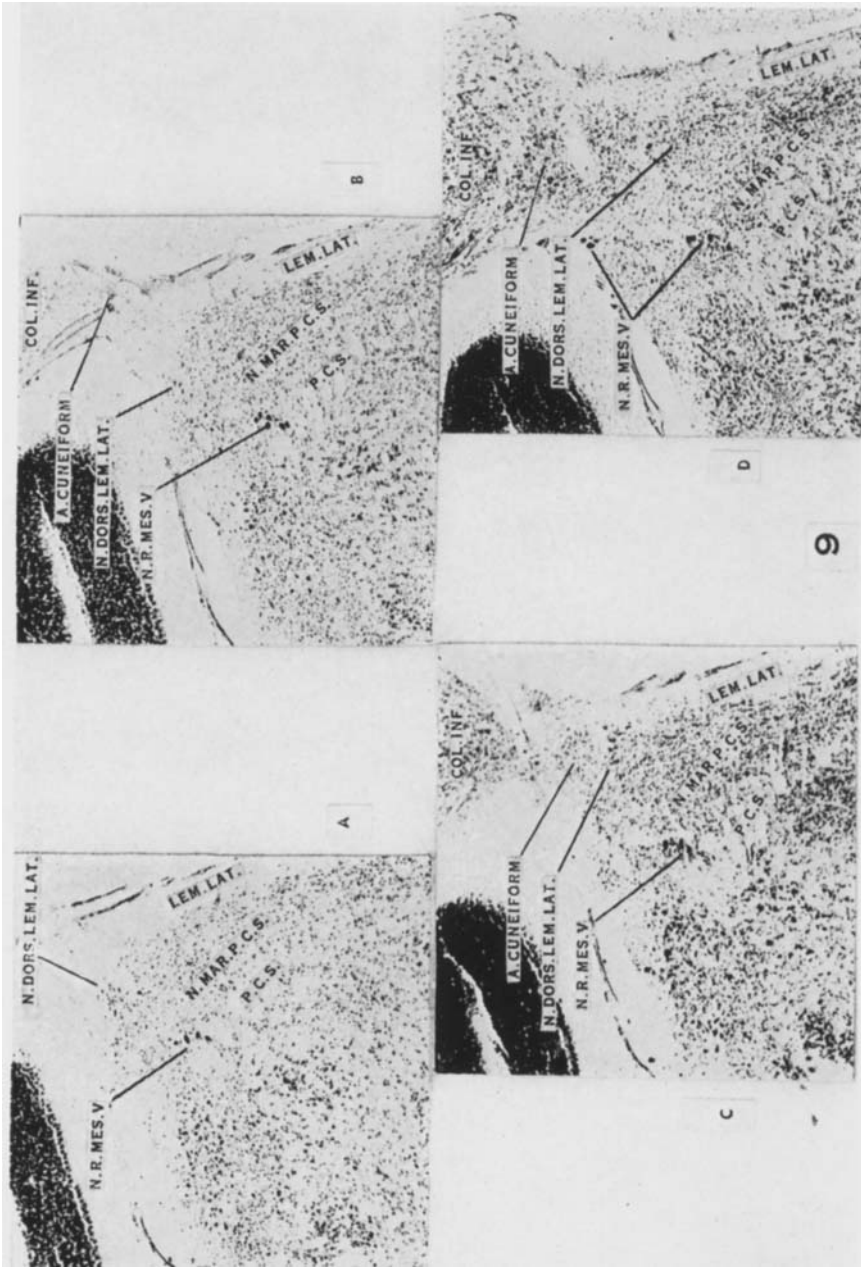 N.DORS.LEM.LAT.
LEM.LAT.
N.MAR.P.C.S.
P.C.S.
N.R.MES.V
A
COL.INF.
A.CUNEIFORM
N.DORS.LEM.LAT.
LEM.LAT.
N.MAR.P.C.S.
P.C.S.
N.R.MES.V
B
COL.INF
A.CUNEIFORM
N.DORS.LEM.LAT.
LEM.LAT.
N.MAR.P.C.S.
P.C.S.
N.R.MES.V
C
COL.INF.
A.CUNEIFORM
N.DORS.LEM.LAT.
LEM.LAT.
N.MAR.P.C.S.
P.C.S.
N.R.MES.V
D
9